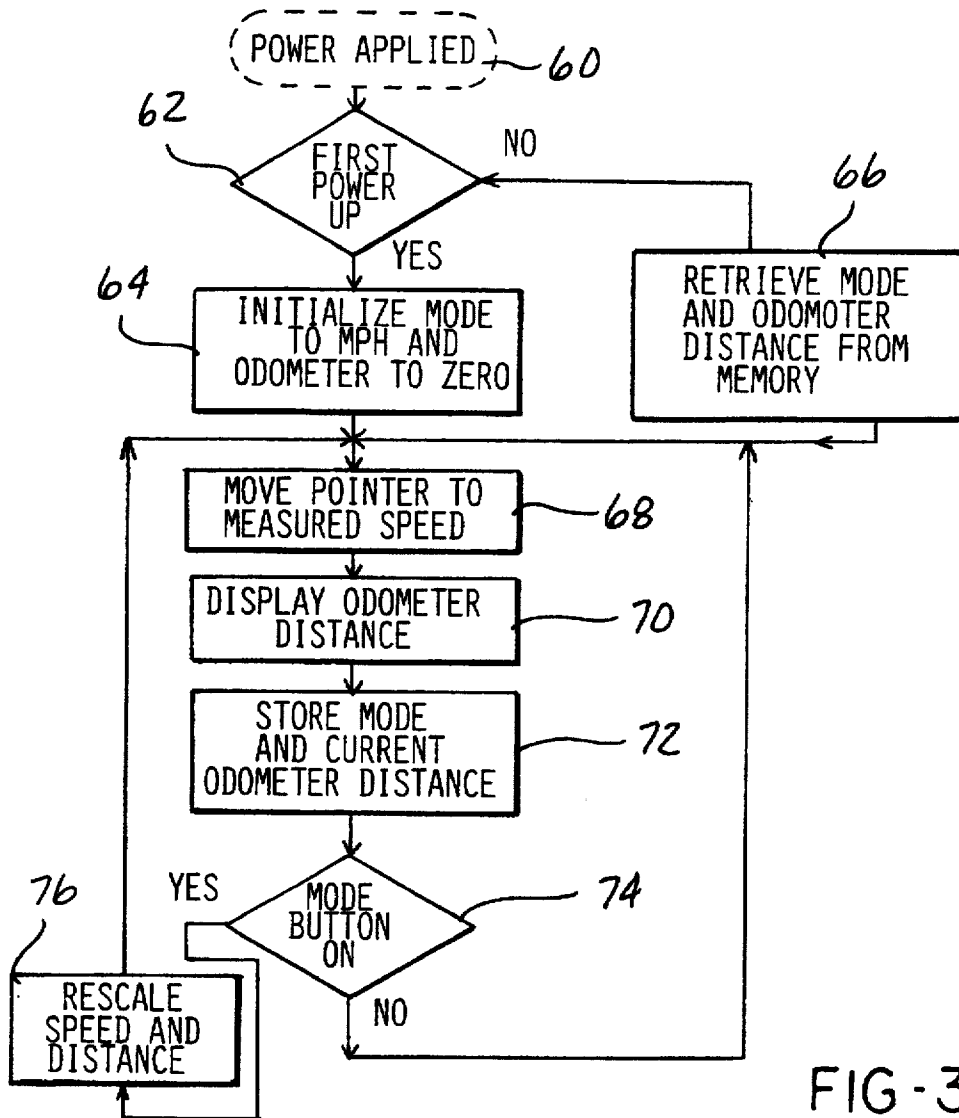 POWER APPLIED
60
62
FIRST
POWER
UP
NO
YES
66
RETRIEVE MODE
AND ODOMOTER
DISTANCE FROM
MEMORY
64
INITIALIZE MODE
TO MPH AND
ODOMETER TO ZERO
MOVE POINTER TO
MEASURED SPEED
68
DISPLAY ODOMETER
DISTANCE
70
STORE MODE
AND CURRENT
ODOMETER DISTANCE
72
YES
MODE
BUTTON
ON
74
NO
76
RESCALE
SPEED AND
DISTANCE
FIG-3